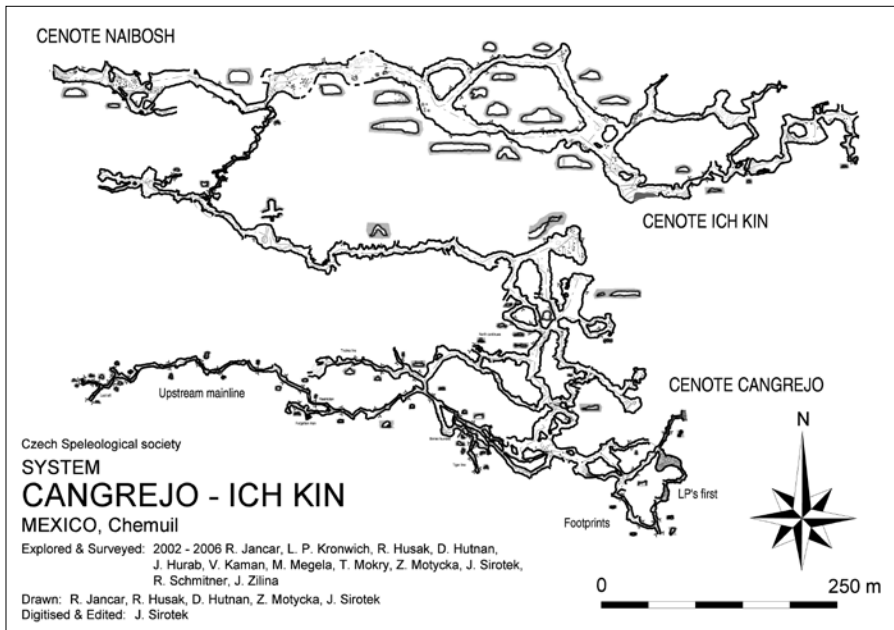 CENOTE NAIBOSH
CENOTE ICH KIN
CENOTE CANGREJO
Upstream mainline
N
LP's first
Footprints
Czech Speleological society
SYSTEM
CANGREJO - ICH KIN
MEXICO, Chemuil
Explored & Surveyed: 2002 - 2006 R. Jancar, L. P. Kronwich, R. Husak, D. Hutnan,
J. Hurab, V. Kaman, M. Megela, T. Mokry, Z. Motycka, J. Sirotek,
R. Schmitner, J. Zilina
Drawn: R. Jancar, R. Husak, D. Hutnan, Z. Motycka, J. Sirotek
Digitised & Edited: J. Sirotek
0 250 m